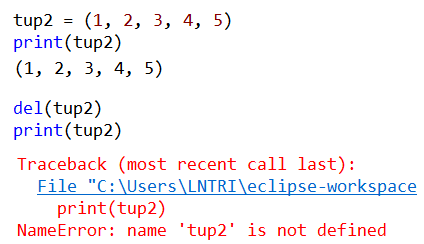 tup2 = (1, 2, 3, 4, 5)
print(tup2)
(1, 2, 3, 4, 5)
del(tup2)
print(tup2)
Traceback (most recent call last):
File "C:\Users\LNTRI\eclipse-workspace
print(tup2)
NameError: name 'tup2' is not defined